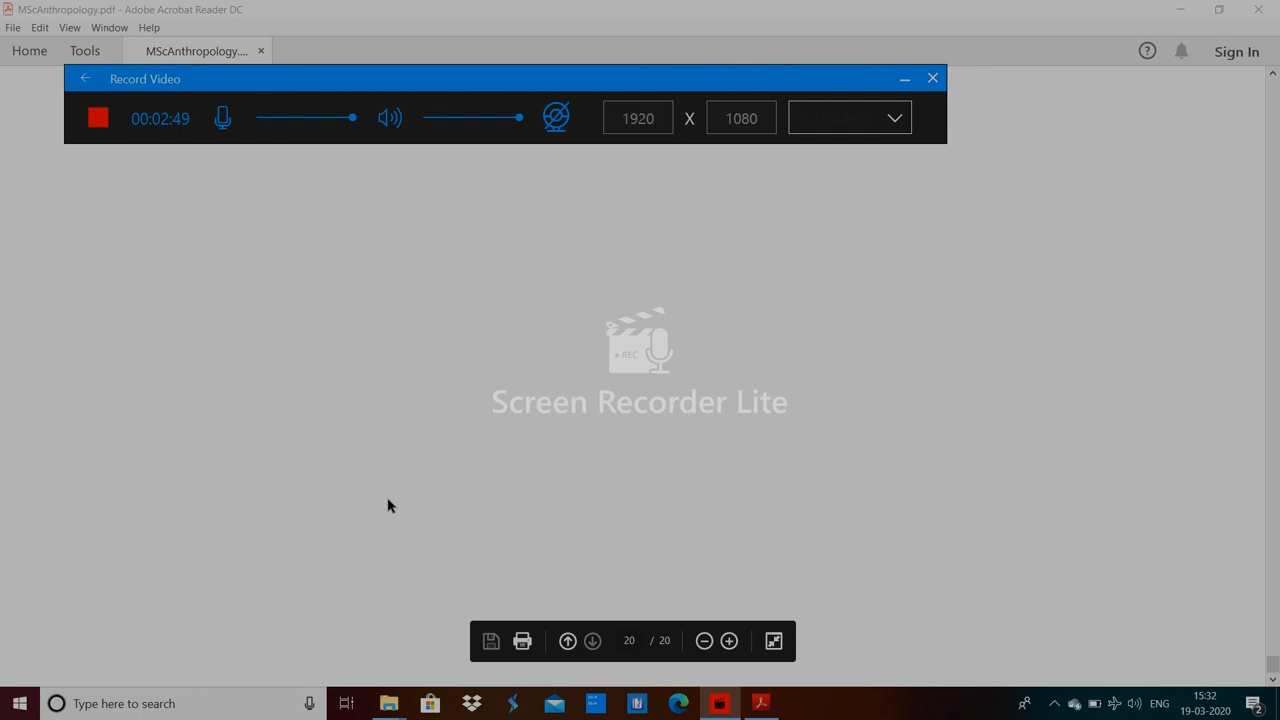 MScAnthropology.pdf - Adobe Acrobat Reader DC
File Edit View Window Help
Home Tools MScAnthropology.... × Sign In
Record Video
00:02:49 1920 X 1080
REC
Screen Recorder Lite
20 / 20
Type here to search
ENG 15:32
19-03-2020 2